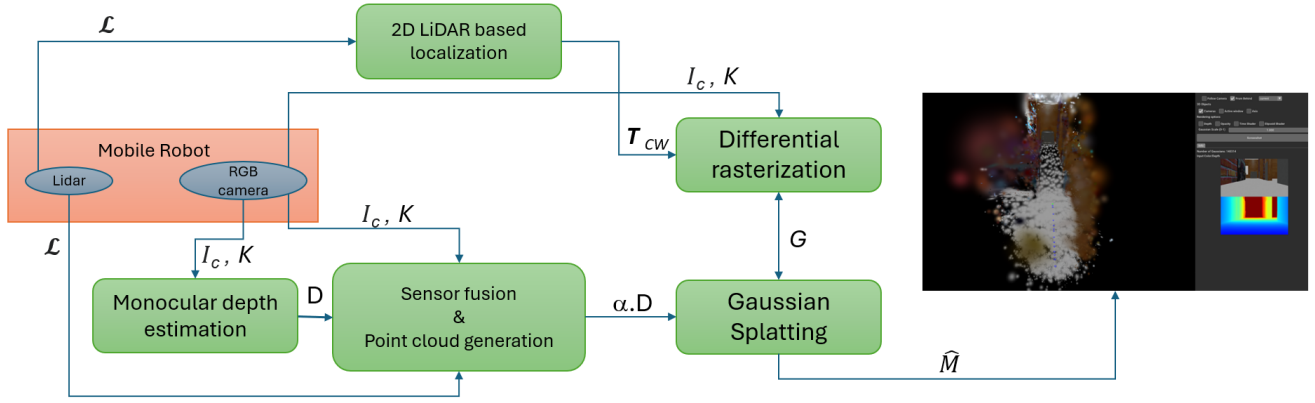 ℒ
2D LiDAR based
localization
I_c, K
Mobile Robot
Lidar
RGB
camera
T_CW
Differential
rasterization
ℒ
I_c, K
I_c, K
G
Monocular depth
estimation
D
Sensor fusion
&
Point cloud generation
α.D
Gaussian
Splatting
M̂